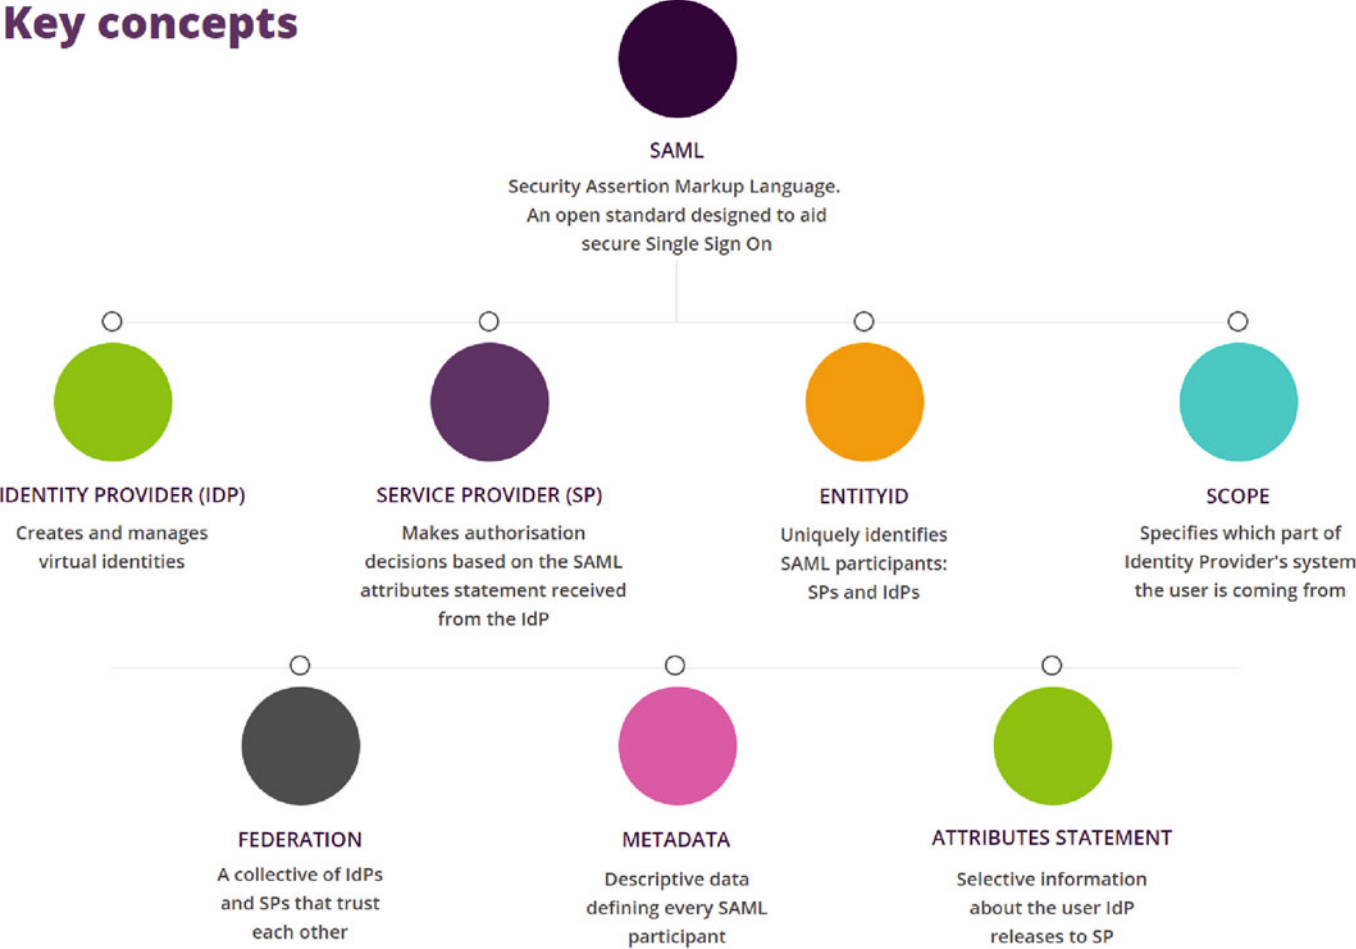 Key concepts
SAML
Security Assertion Markup Language.
An open standard designed to aid
secure Single Sign On
IDENTITY PROVIDER (IDP)
Creates and manages
virtual identities
SERVICE PROVIDER (SP)
Makes authorisation
decisions based on the SAML
attributes statement received
from the IdP
ENTITYID
Uniquely identifies
SAML participants:
SPs and IdPs
SCOPE
Specifies which part of
Identity Provider's system
the user is coming from
FEDERATION
A collective of IdPs
and SPs that trust
each other
METADATA
Descriptive data
defining every SAML
participant
ATTRIBUTES STATEMENT
Selective information
about the user IdP
releases to SP